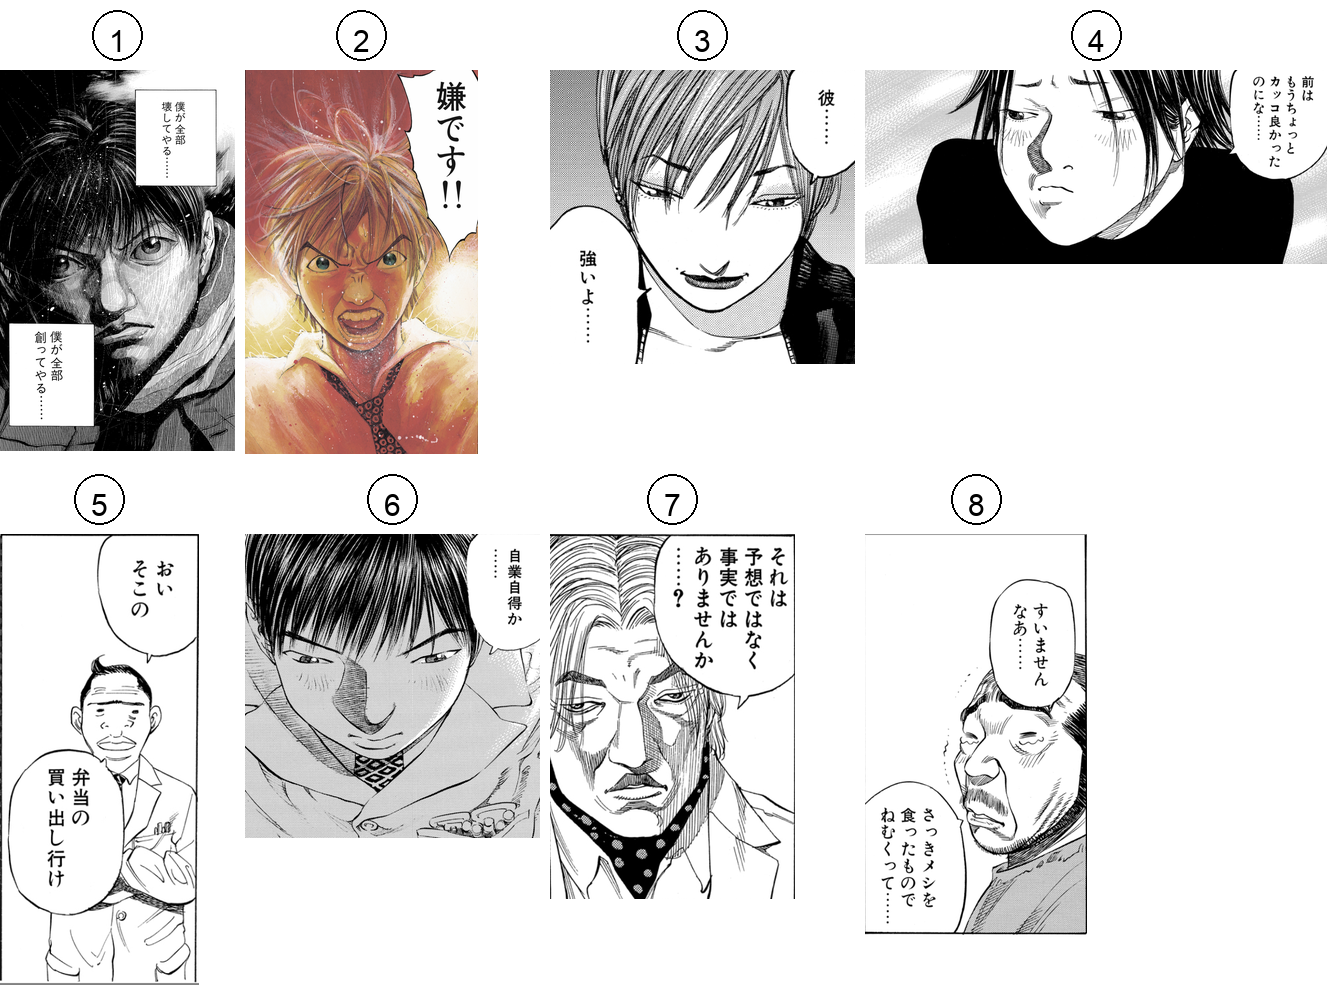 1
僕が全部
壊してやる……
僕が全部
創ってやる……
2
嫌です!!
3
彼……
強いよ……
4
前は
もうちょっと
カッコ良かった
のにな……
5
おい
そこの
弁当の
買い出し行け
6
自業自得か
……
7
それは
予想ではなく
事実では
ありませんか
……?
8
すいません
なあ……
さっきメシを
食ったもので
ねむくって……